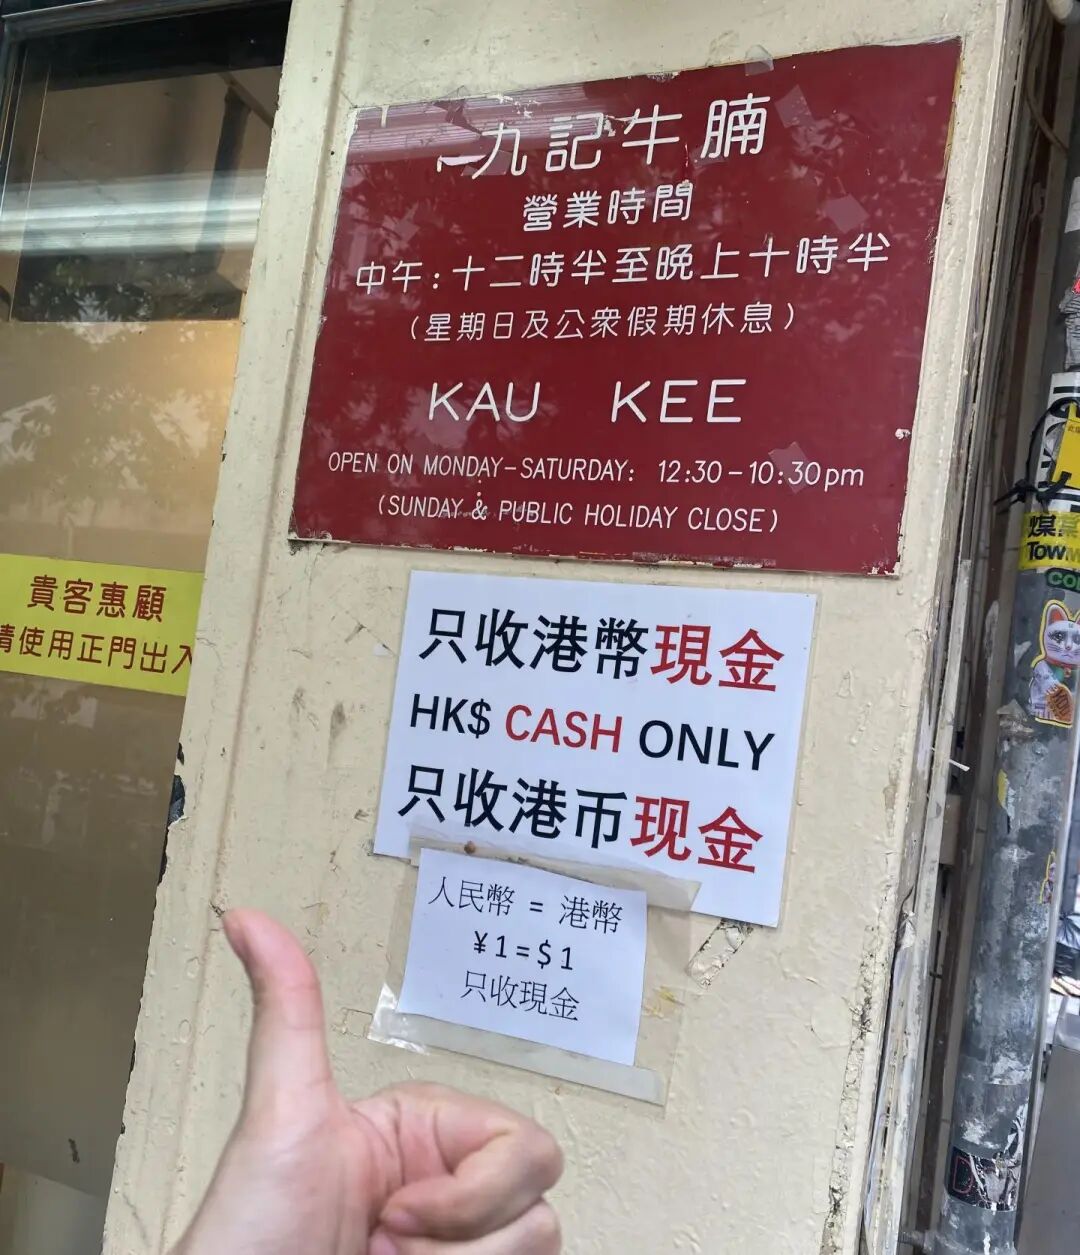 九記牛腩
營業時間
中午:十二時半至晚上十時半
(星期日及公眾假期休息)
KAU KEE
OPEN ON MONDAY-SATURDAY: 12:30-10:30pm
(SUNDAY & PUBLIC HOLIDAY CLOSE)
只收港幣現金
HK$ CASH ONLY
只收港币现金
人民幣 = 港幣
¥1=$1
只收現金
貴客惠顧
請使用正門出入
煤氣
Tow